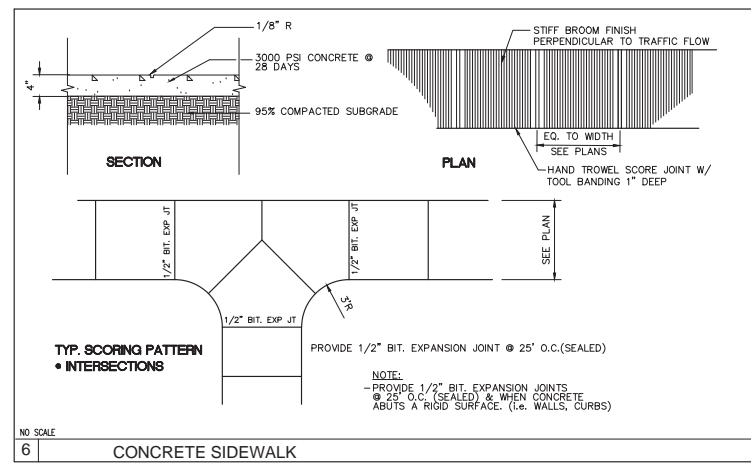 1/8" R
3000 PSI CONCRETE @
28 DAYS
4"
95% COMPACTED SUBGRADE
SECTION
STIFF BROOM FINISH
PERPENDICULAR TO TRAFFIC FLOW
EQ. TO WIDTH
SEE PLANS
PLAN
HAND TROWEL SCORE JOINT W/
TOOL BANDING 1" DEEP
1/2" BIT. EXP JT
1/2" BIT. EXP JT
SEE PLAN
3'R
1/2" BIT. EXP JT
TYP. SCORING PATTERN
• INTERSECTIONS
PROVIDE 1/2" BIT. EXPANSION JOINT @ 25' O.C.(SEALED)
NOTE:
- PROVIDE 1/2" BIT. EXPANSION JOINTS
@ 25' O.C. (SEALED) & WHEN CONCRETE
ABUTS A RIGID SURFACE. (i.e. WALLS, CURBS)
NO SCALE
6 CONCRETE SIDEWALK